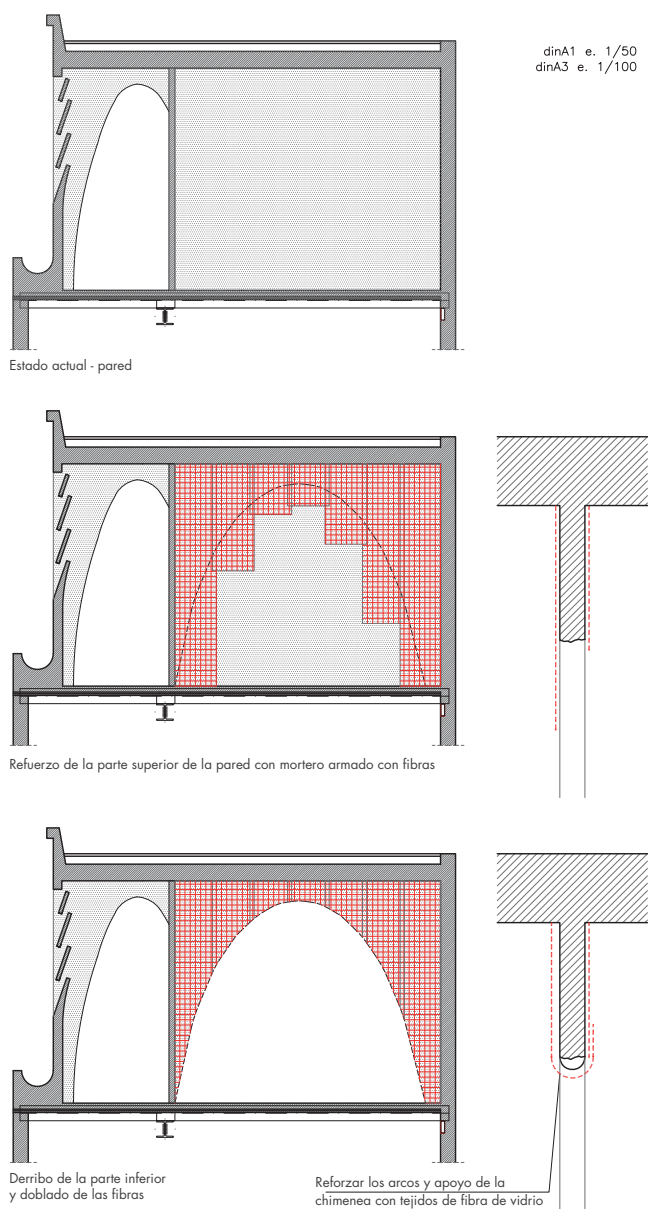 dinA1 e. 1/50
dinA3 e. 1/100
Estado actual - pared
Refuerzo de la parte superior de la pared con mortero armado con fibras
Derribo de la parte inferior
y doblado de las fibras
Reforzar los arcos y apoyo de la
chimenea con tejidos de fibra de vidrio